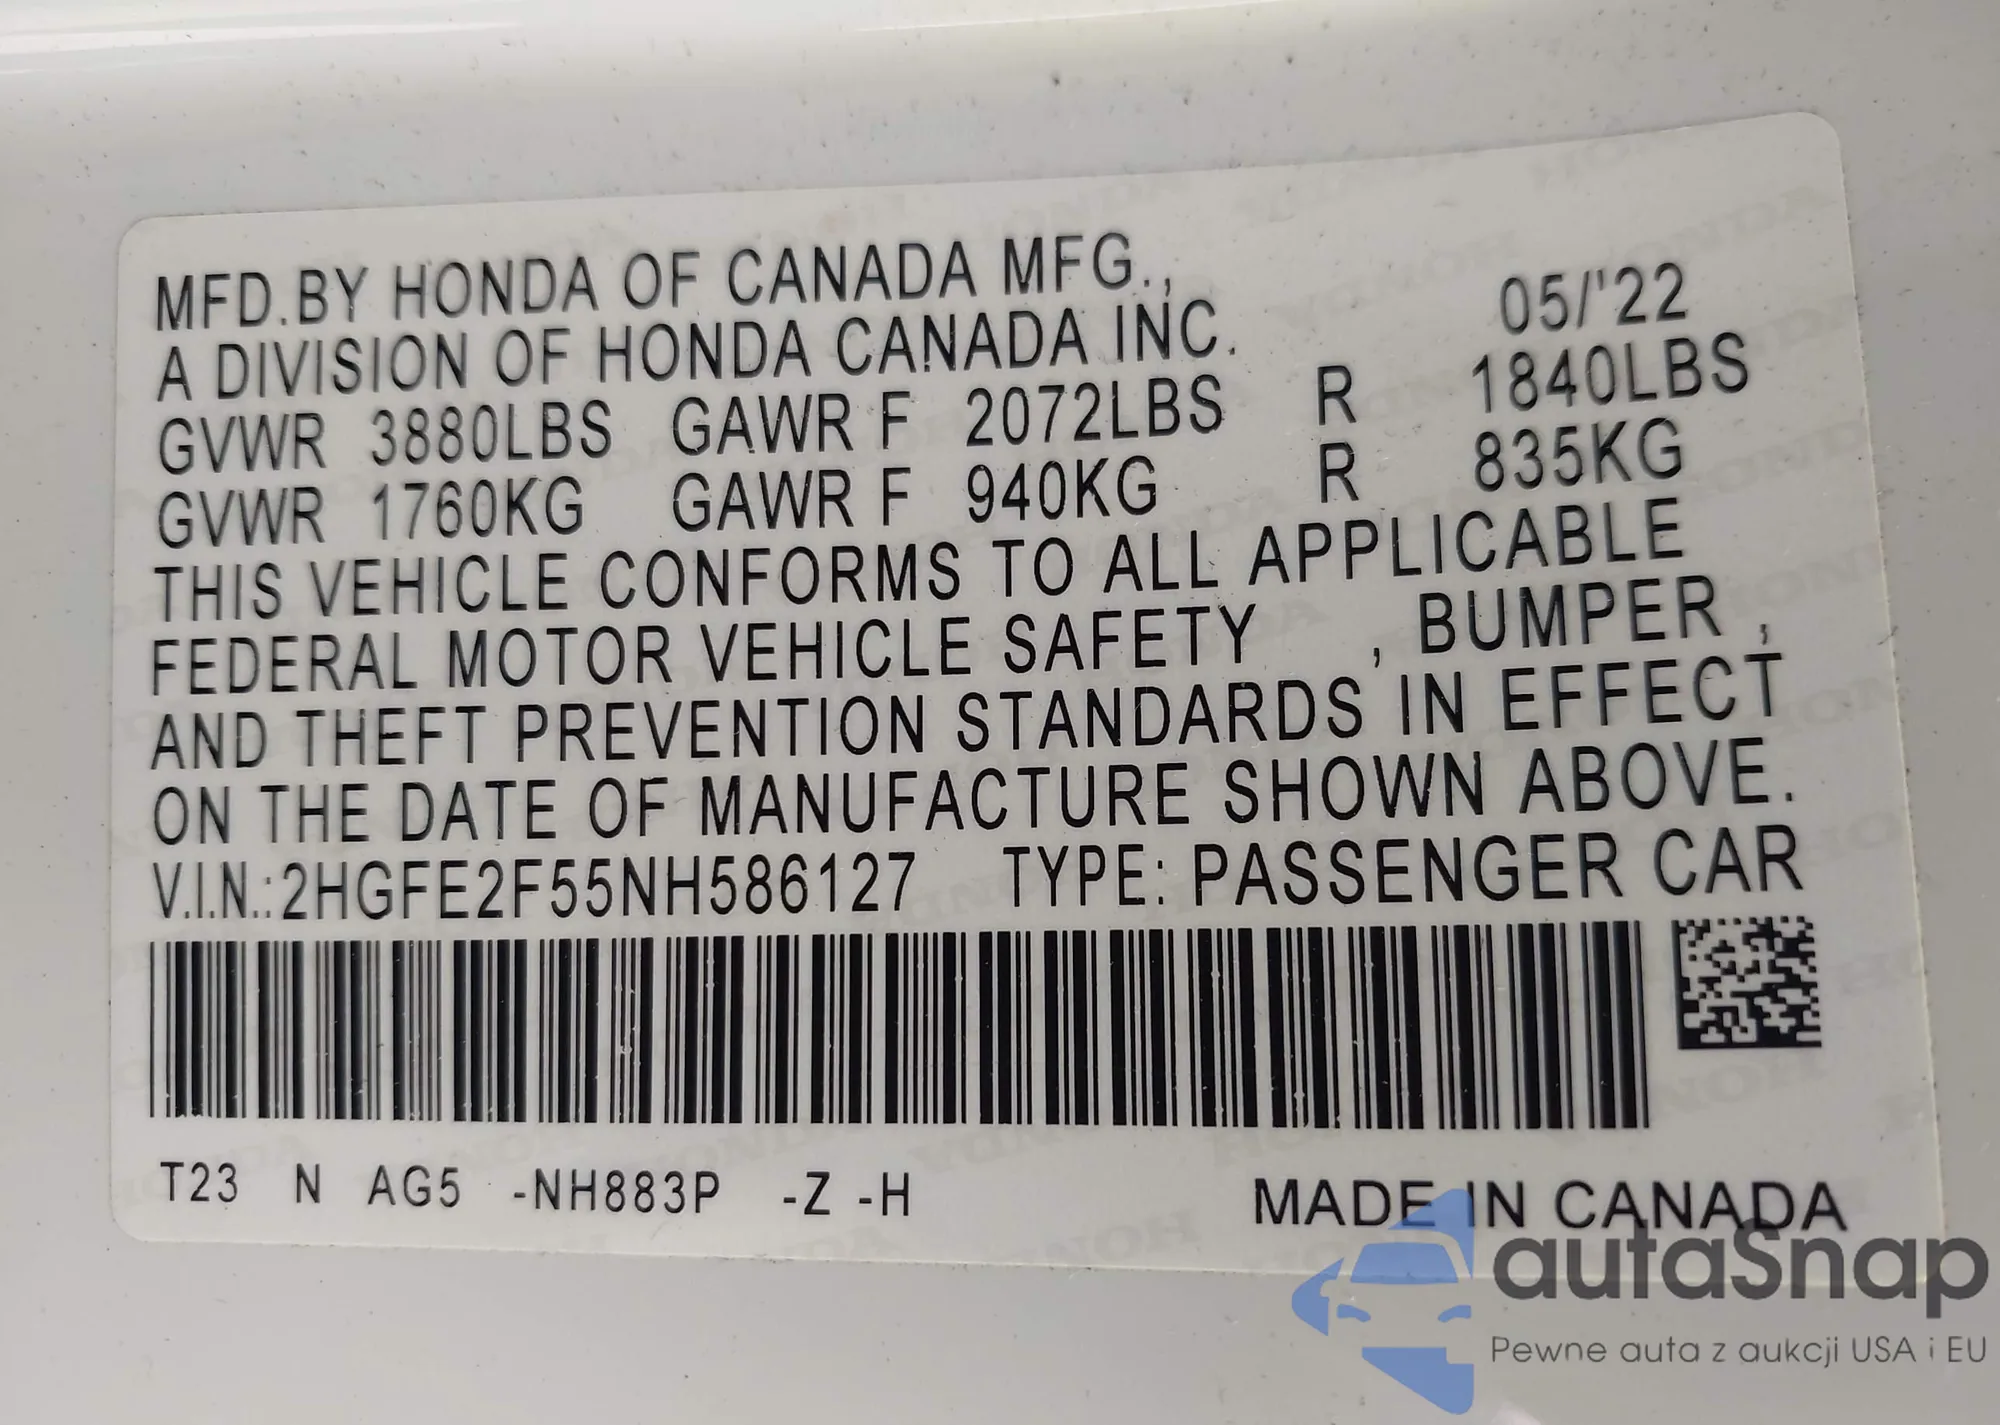 MFD.BY HONDA OF CANADA MFG.,
A DIVISION OF HONDA CANADA INC. 05/'22
GVWR 3880LBS GAWR F 2072LBS R 1840LBS
GVWR 1760KG GAWR F 940KG R 835KG
THIS VEHICLE CONFORMS TO ALL APPLICABLE
FEDERAL MOTOR VEHICLE SAFETY , BUMPER ,
AND THEFT PREVENTION STANDARDS IN EFFECT
ON THE DATE OF MANUFACTURE SHOWN ABOVE.
V.I.N.:2HGFE2F55NH586127 TYPE: PASSENGER CAR
T23 N AG5 -NH883P -Z -H MADE IN CANADA
autaSnap
Pewne auta z aukcji USA i EU